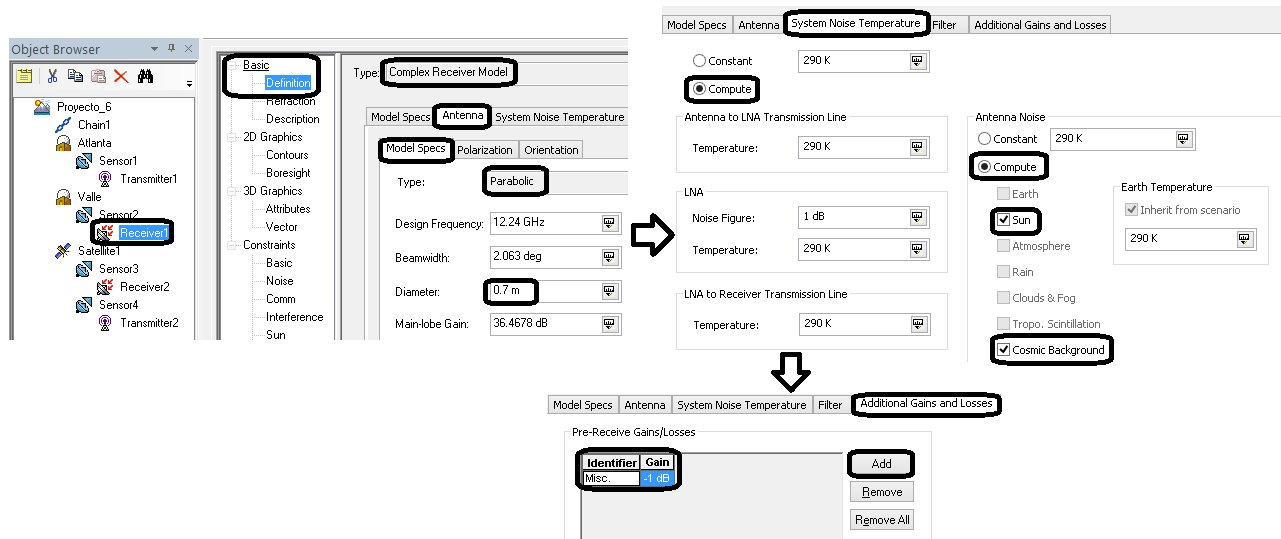 Object Browser
Proyecto_6
Chain1
Atlanta
Sensor1
Transmitter1
Valle
Sensor2
Receiver1
Satellite1
Sensor3
Receiver2
Sensor4
Transmitter2
Basic
Definition
Refraction
Description
2D Graphics
Contours
Boresight
3D Graphics
Attributes
Vector
Constraints
Basic
Noise
Comm
Interference
Sun
Type: Complex Receiver Model
Model Specs Antenna System Noise Temperature
Model Specs Polarization Orientation
Type: Parabolic
Design Frequency: 12.24 GHz
Beamwidth: 2.063 deg
Diameter: 0.7 m
Main-lobe Gain: 36.4678 dB
Model Specs Antenna System Noise Temperature Filter Additional Gains and Losses
Constant 290 K
Compute
Antenna to LNA Transmission Line
Temperature: 290 K
LNA
Noise Figure: 1 dB
Temperature: 290 K
LNA to Receiver Transmission Line
Temperature: 290 K
Antenna Noise
Constant 290 K
Compute
Earth
Sun
Atmosphere
Rain
Clouds & Fog
Tropo. Scintillation
Cosmic Background
Earth Temperature
Inherit from scenario
290 K
Model Specs Antenna System Noise Temperature Filter Additional Gains and Losses
Pre-Receive Gains/Losses
Identifier Gain
Misc. -1 dB
Add
Remove
Remove All